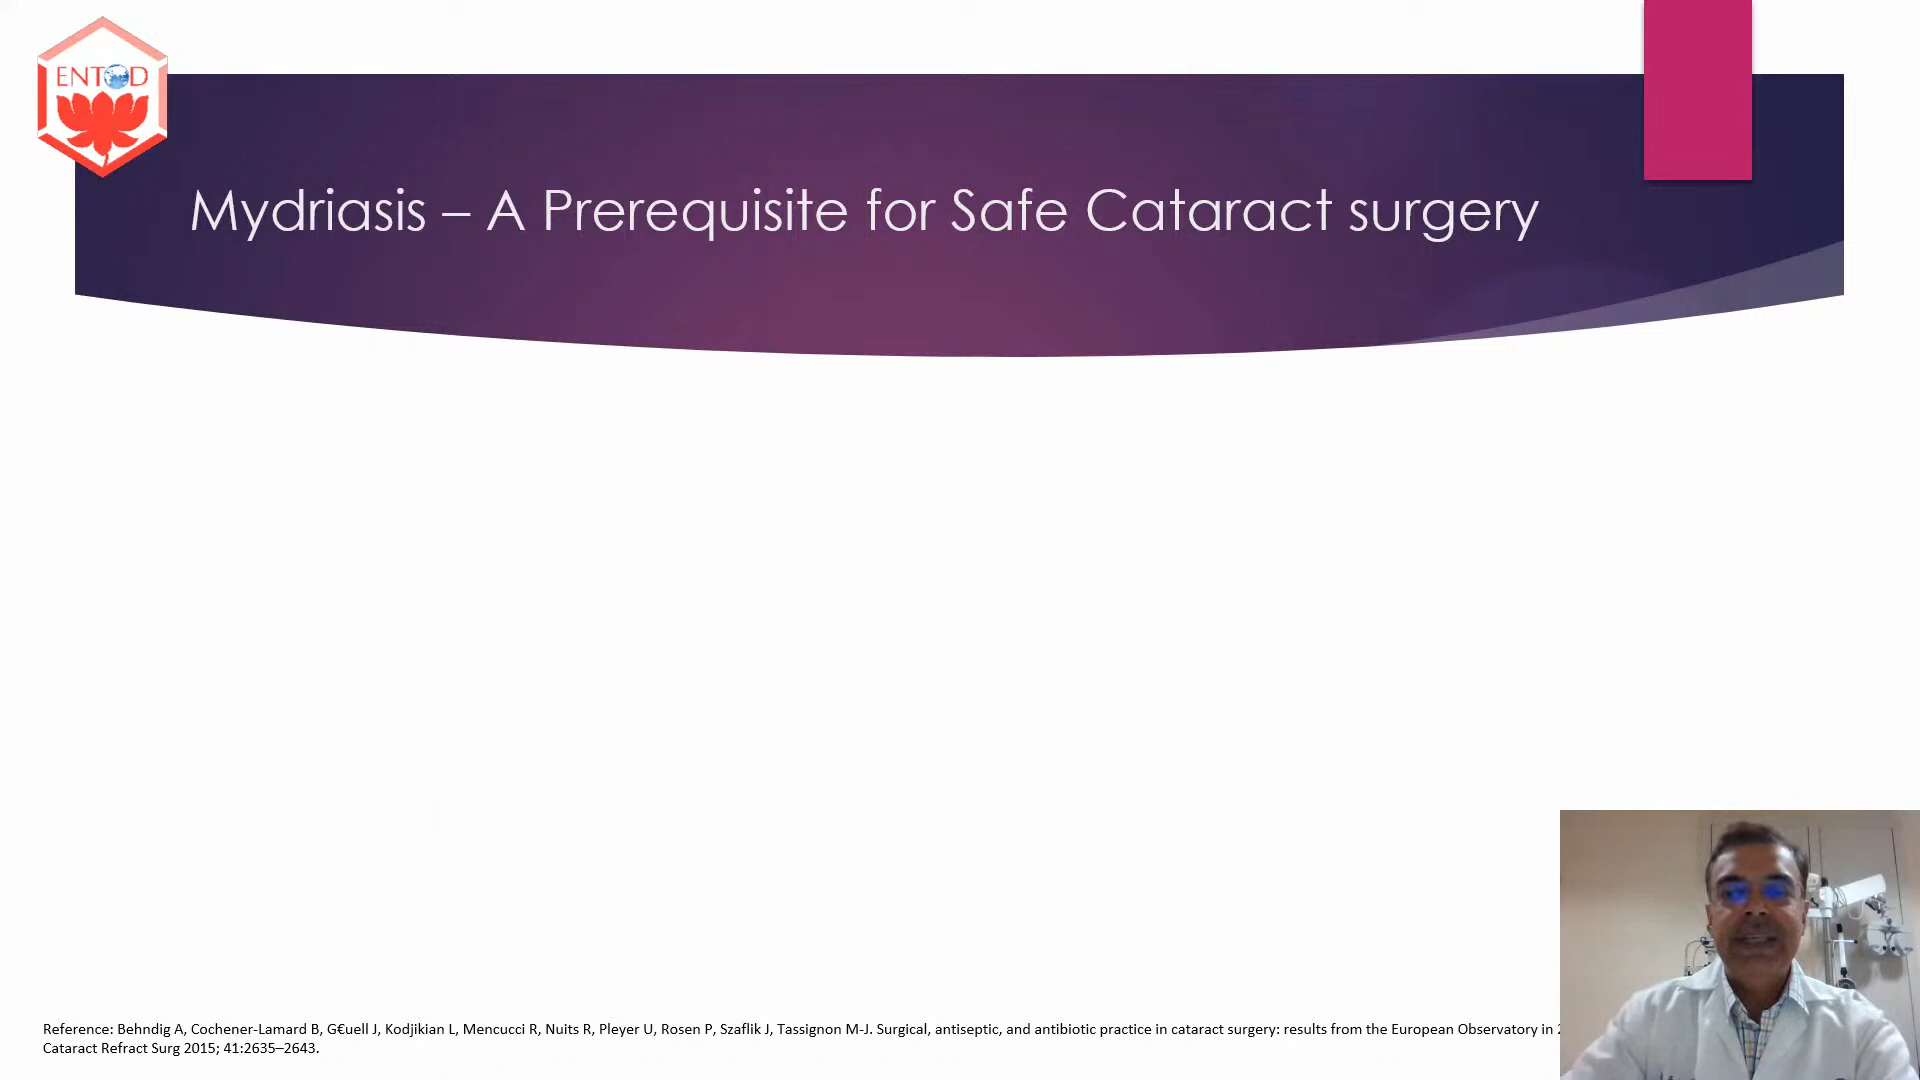 ENTOD
Mydriasis – A Prerequisite for Safe Cataract surgery
Reference: Behndig A, Cochener-Lamard B, G€uell J, Kodjikian L, Mencucci R, Nuits R, Pleyer U, Rosen P, Szaflik J, Tassignon M-J. Surgical, antiseptic, and antibiotic practice in cataract surgery: results from the European Observatory in
Cataract Refract Surg 2015; 41:2635–2643.